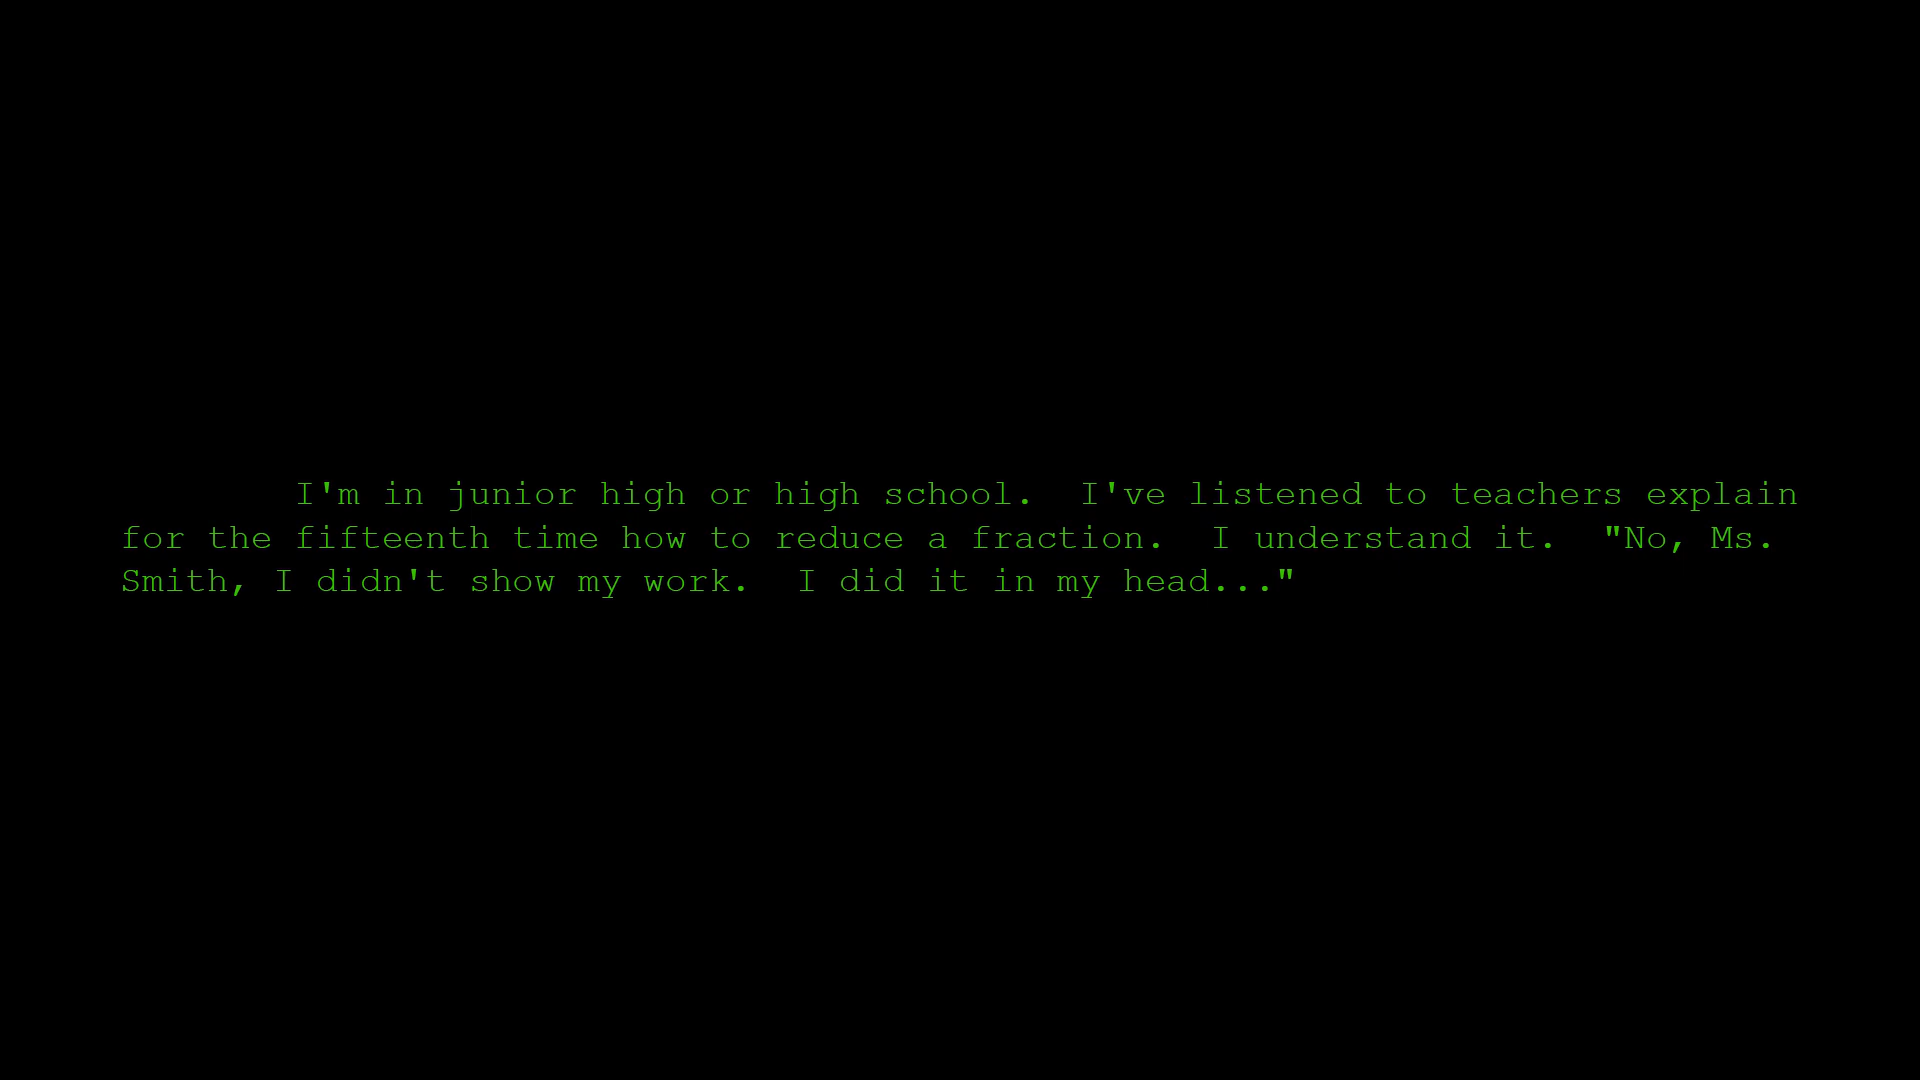 I'm in junior high or high school.  I've listened to teachers explain
for the fifteenth time how to reduce a fraction.  I understand it.  "No, Ms.
Smith, I didn't show my work.  I did it in my head..."